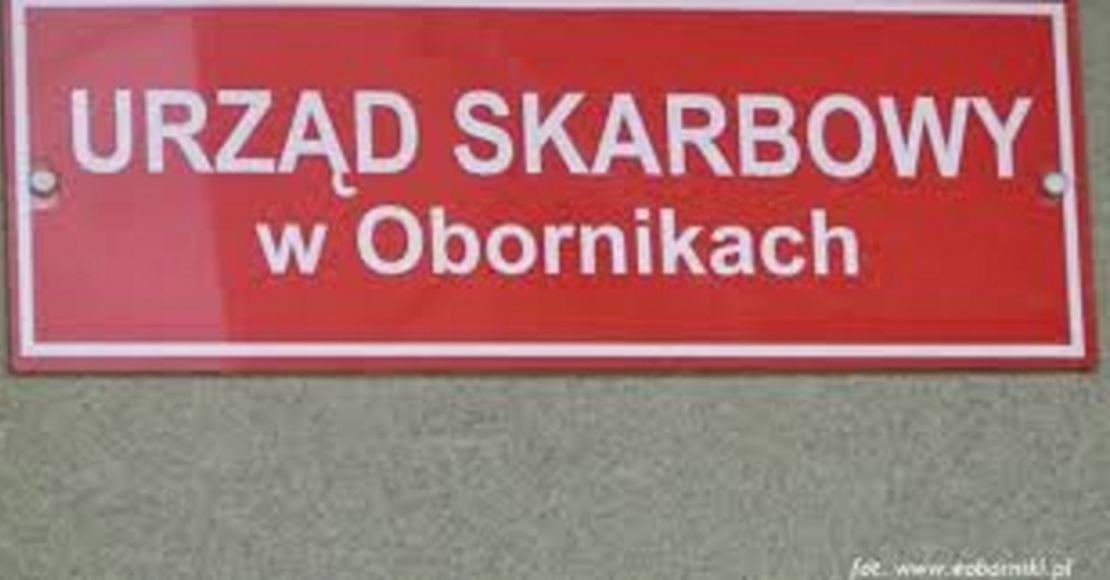 URZĄD SKARBOWY
w Obornikach
fot. www.eoborniki.pl